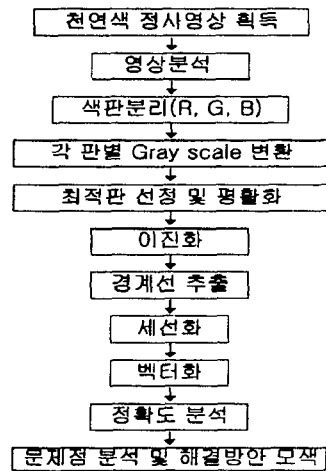 천연색 정사영상 획득
영상분석
색판분리(R, G, B)
각 판별 Gray scale 변환
최적판 선정 및 평활화
이진화
경계선 추출
세선화
벡터화
정확도 분석
문제점 분석 및 해결방안 모색